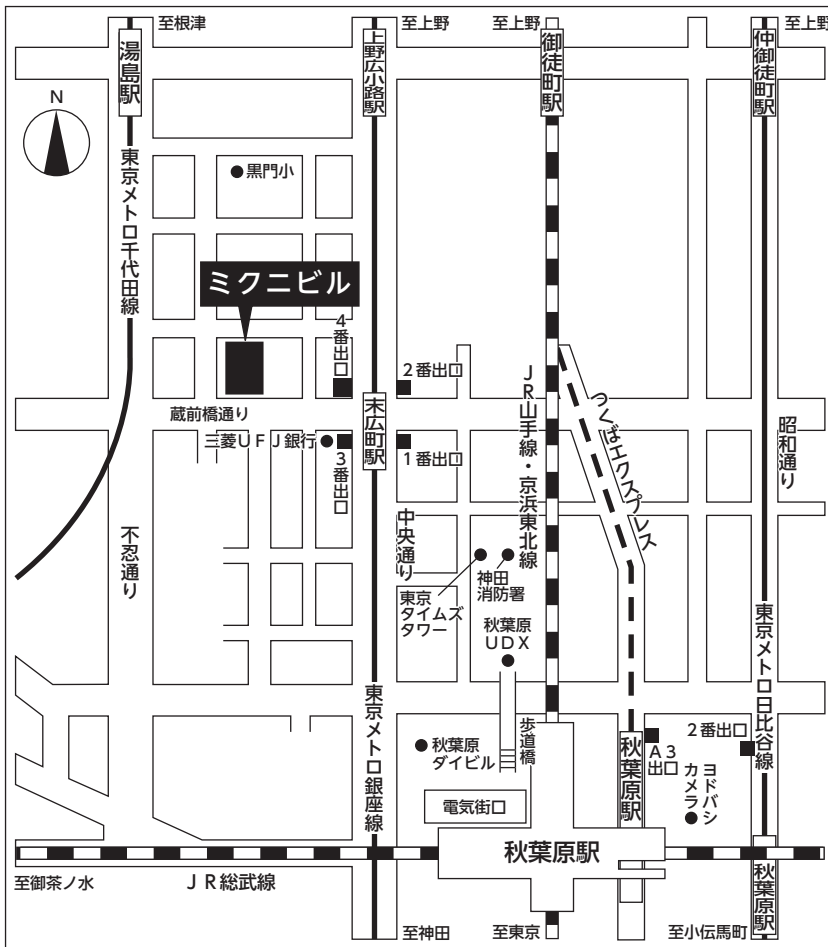 至根津
至上野
至上野
至上野
湯島駅
上野広小路駅
御徒町駅
仲御徒町駅
N
東京メトロ千代田線
黒門小
ミクニビル
4番出口
2番出口
蔵前橋通り
三菱UFJ銀行
3番出口
末広町駅
1番出口
JR山手線・京浜東北線
つくばエクスプレス
昭和通り
不忍通り
中央通り
東京
タイムズ
タワー
神田
消防署
秋葉原
UDX
東京メトロ日比谷線
東京メトロ銀座線
秋葉原
ダイビル
歩道橋
秋葉原駅
A3
出口
2番出口
ヨドバシ
カメラ
電気街口
秋葉原駅
秋葉原駅
至御茶ノ水
JR総武線
至神田
至東京
至小伝馬町